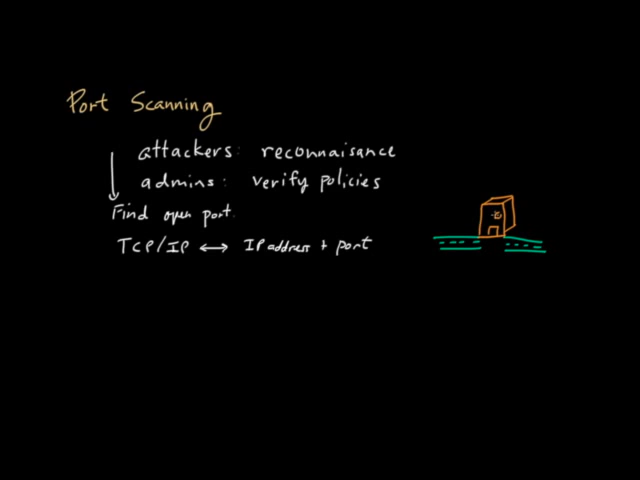 Port Scanning
attackers: reconnaisance
admins: verify policies
Find open port.
TCP/IP ↔ IP address + port